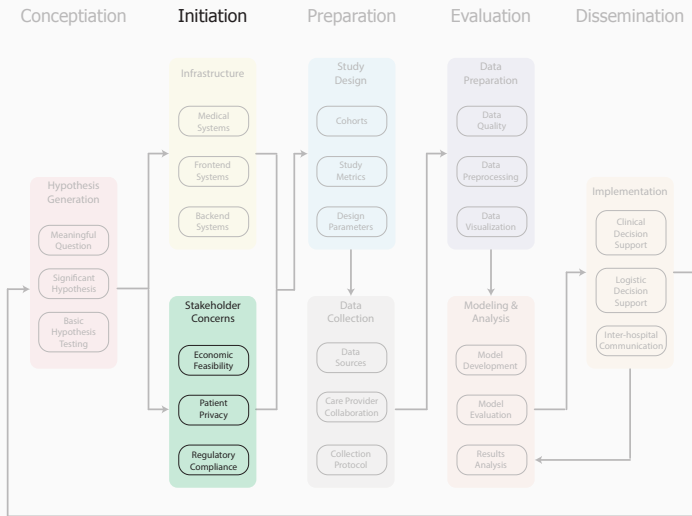 Conceptiation
Initiation
Preparation
Evaluation
Dissemination
Hypothesis
Generation
Meaningful
Question
Significant
Hypothesis
Basic
Hypothesis
Testing
Infrastructure
Medical
Systems
Frontend
Systems
Backend
Systems
Stakeholder
Concerns
Economic
Feasibility
Patient
Privacy
Regulatory
Compliance
Study
Design
Cohorts
Study
Metrics
Design
Parameters
Data
Collection
Data
Sources
Care Provider
Collaboration
Collection
Protocol
Data
Preparation
Data
Quality
Data
Preprocessing
Data
Visualization
Modeling &
Analysis
Model
Development
Model
Evaluation
Results
Analysis
Implementation
Clinical
Decision
Support
Logistic
Decision
Support
Inter-hospital
Communication